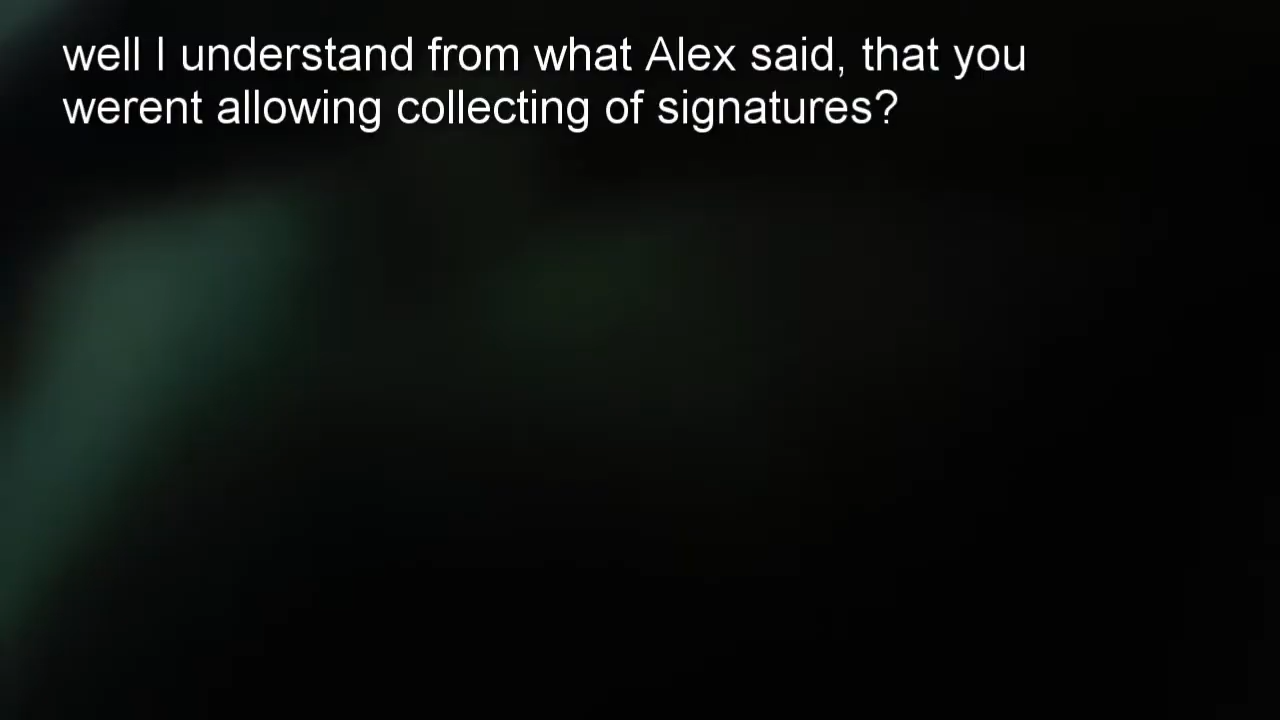 well I understand from what Alex said, that you
werent allowing collecting of signatures?